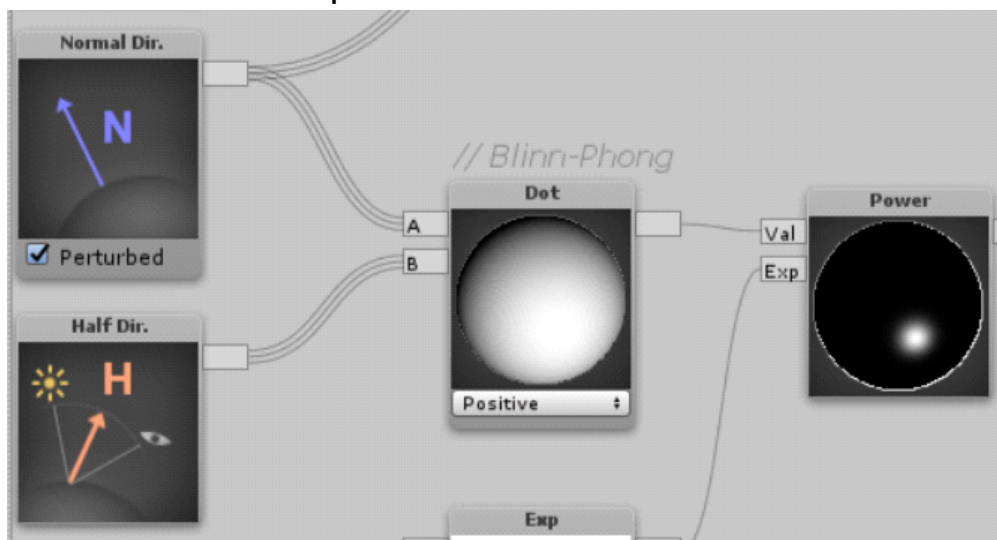 Normal Dir.
N
Perturbed
// Blinn-Phong
Dot
A
B
Positive
Power
Val
Exp
Half Dir.
H
Exp